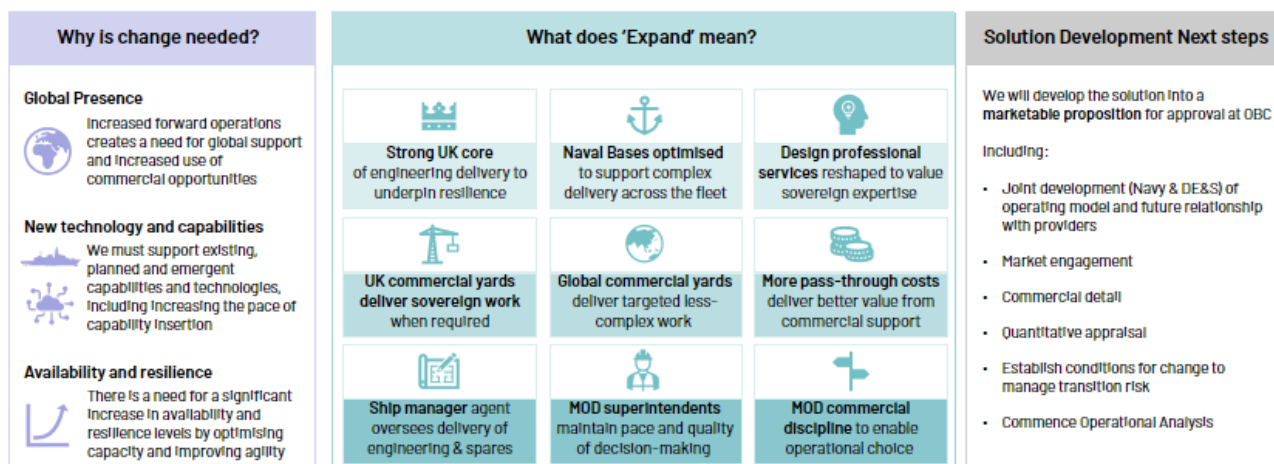 Why is change needed?
Global Presence
Increased forward operations
creates a need for global support
and increased use of
commercial opportunities
New technology and capabilities
We must support existing,
planned and emergent
capabilities and technologies,
including increasing the pace of
capability insertion
Availability and resilience
There is a need for a significant
increase in availability and
resilience levels by optimising
capacity and improving agility
What does 'Expand' mean?
Strong UK core
of engineering delivery to
underpin resilience
Naval Bases optimised
to support complex
delivery across the fleet
Design professional
services reshaped to value
sovereign expertise
UK commercial yards
deliver sovereign work
when required
Global commercial yards
deliver targeted less-
complex work
More pass-through costs
deliver better value from
commercial support
Ship manager agent
oversees delivery of
engineering & spares
MOD superintendents
maintain pace and quality
of decision-making
MOD commercial
discipline to enable
operational choice
Solution Development Next steps
We will develop the solution into a
marketable proposition for approval at OBC
Including:
• Joint development (Navy & DE&S) of
operating model and future relationship
with providers
• Market engagement
• Commercial detail
• Quantitative appraisal
• Establish conditions for change to
manage transition risk
• Commence Operational Analysis